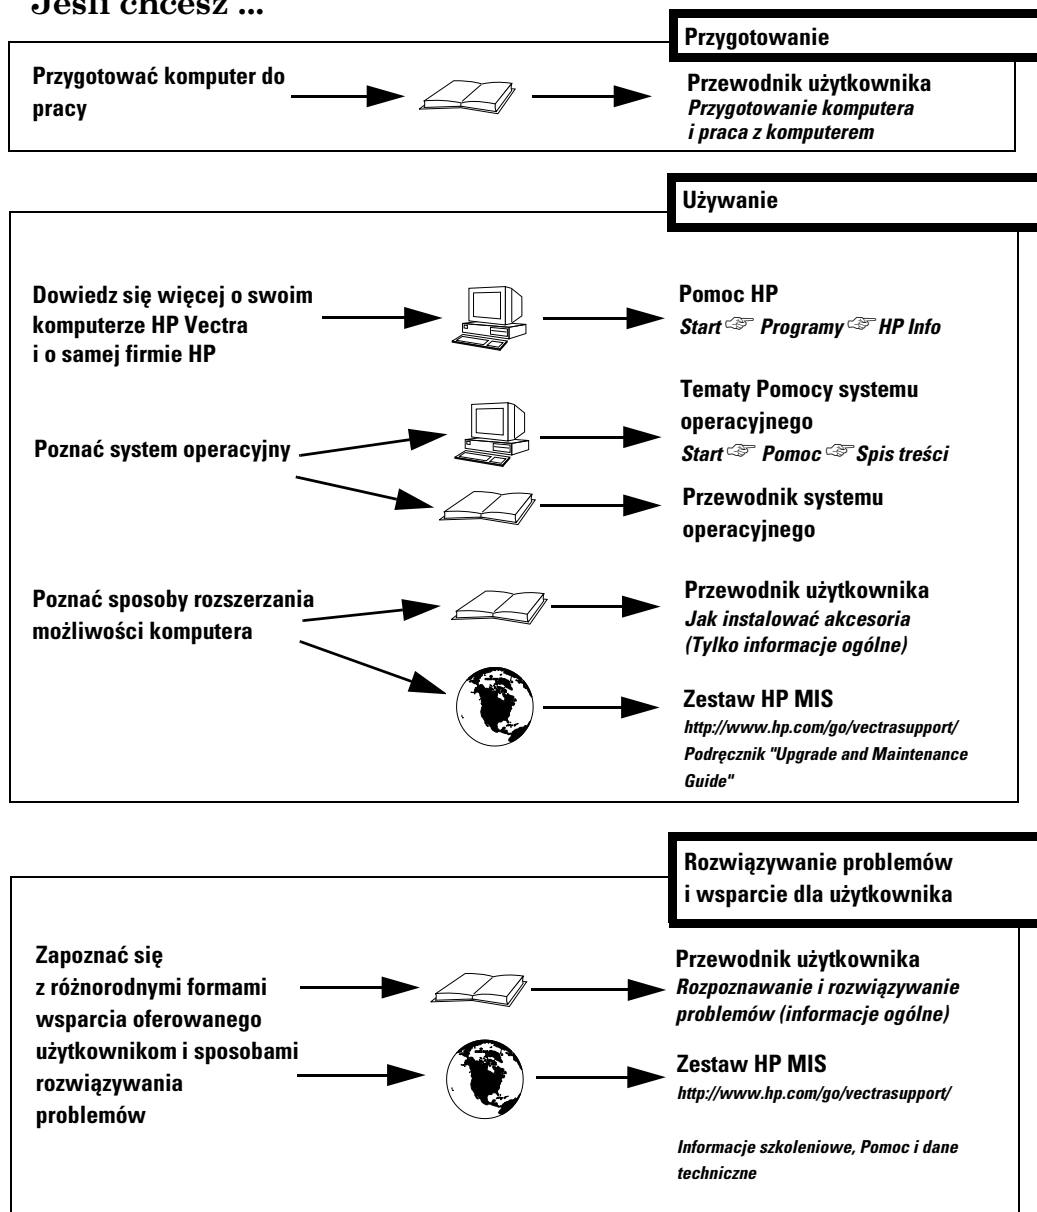 Jeśli chcesz ...
Przygotowanie
Przygotować komputer do
pracy
Przewodnik użytkownika
Przygotowanie komputera
i praca z komputerem
Używanie
Dowiedz się więcej o swoim
komputerze HP Vectra
i o samej firmie HP
Pomoc HP
Start ☞ Programy ☞ HP Info
Poznać system operacyjny
Tematy Pomocy systemu
operacyjnego
Start ☞ Pomoc ☞ Spis treści
Przewodnik systemu
operacyjnego
Poznać sposoby rozszerzania
możliwości komputera
Przewodnik użytkownika
Jak instalować akcesoria
(Tylko informacje ogólne)
Zestaw HP MIS
http://www.hp.com/go/vectrasupport/
Podręcznik "Upgrade and Maintenance
Guide"
Rozwiązywanie problemów
i wsparcie dla użytkownika
Zapoznać się
z różnorodnymi formami
wsparcia oferowanego
użytkownikom i sposobami
rozwiązywania
problemów
Przewodnik użytkownika
Rozpoznawanie i rozwiązywanie
problemów (informacje ogólne)
Zestaw HP MIS
http://www.hp.com/go/vectrasupport/
Informacje szkoleniowe, Pomoc i dane
techniczne